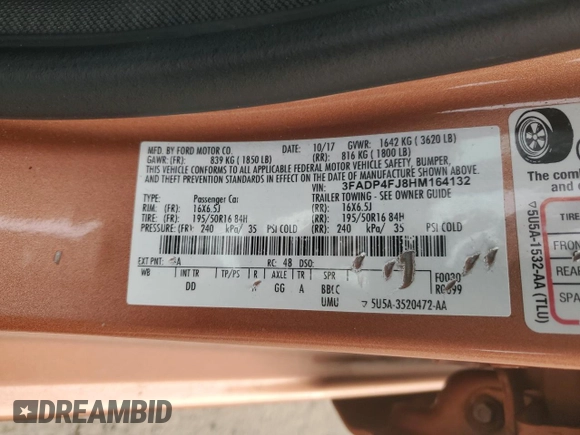 MFD. BY FORD MOTOR CO. DATE: 10/17 GVWR: 1642 KG ( 3620 LB)
GAWR: (FR): 839 KG ( 1850 LB) (RR): 816 KG ( 1800 LB)
THIS VEHICLE CONFORMS TO ALL APPLICABLE FEDERAL MOTOR VEHICLE SAFETY, BUMPER,
AND THEFT PREVENTION STANDARDS IN EFFECT ON THE DATE OF MANUFACTURE SHOWN ABOVE.
VIN: 3FADP4FJ8HM164132
TYPE: Passenger Car TRAILER TOWING - SEE OWNER GUIDE
RIM: (FR) 16X6.5J (RR): 16X6.5J
TIRE: (FR) 195/50R16 84H (RR): 195/50R16 84H
PRESSURE: (FR) 240 kPa/ 35 PSI COLD (RR): 240 kPa/ 35 PSI COLD
EXT PNT: RC: 48 DSO:
WB INT TR TP/PS R AXLE TR SPR
DD GG A
UMU ▽ 5U5A-3520472-AA
The comb
▽5U5A-1532-AA (TLU)
TIRE
FRON
REAR
SPA
DREAMBID